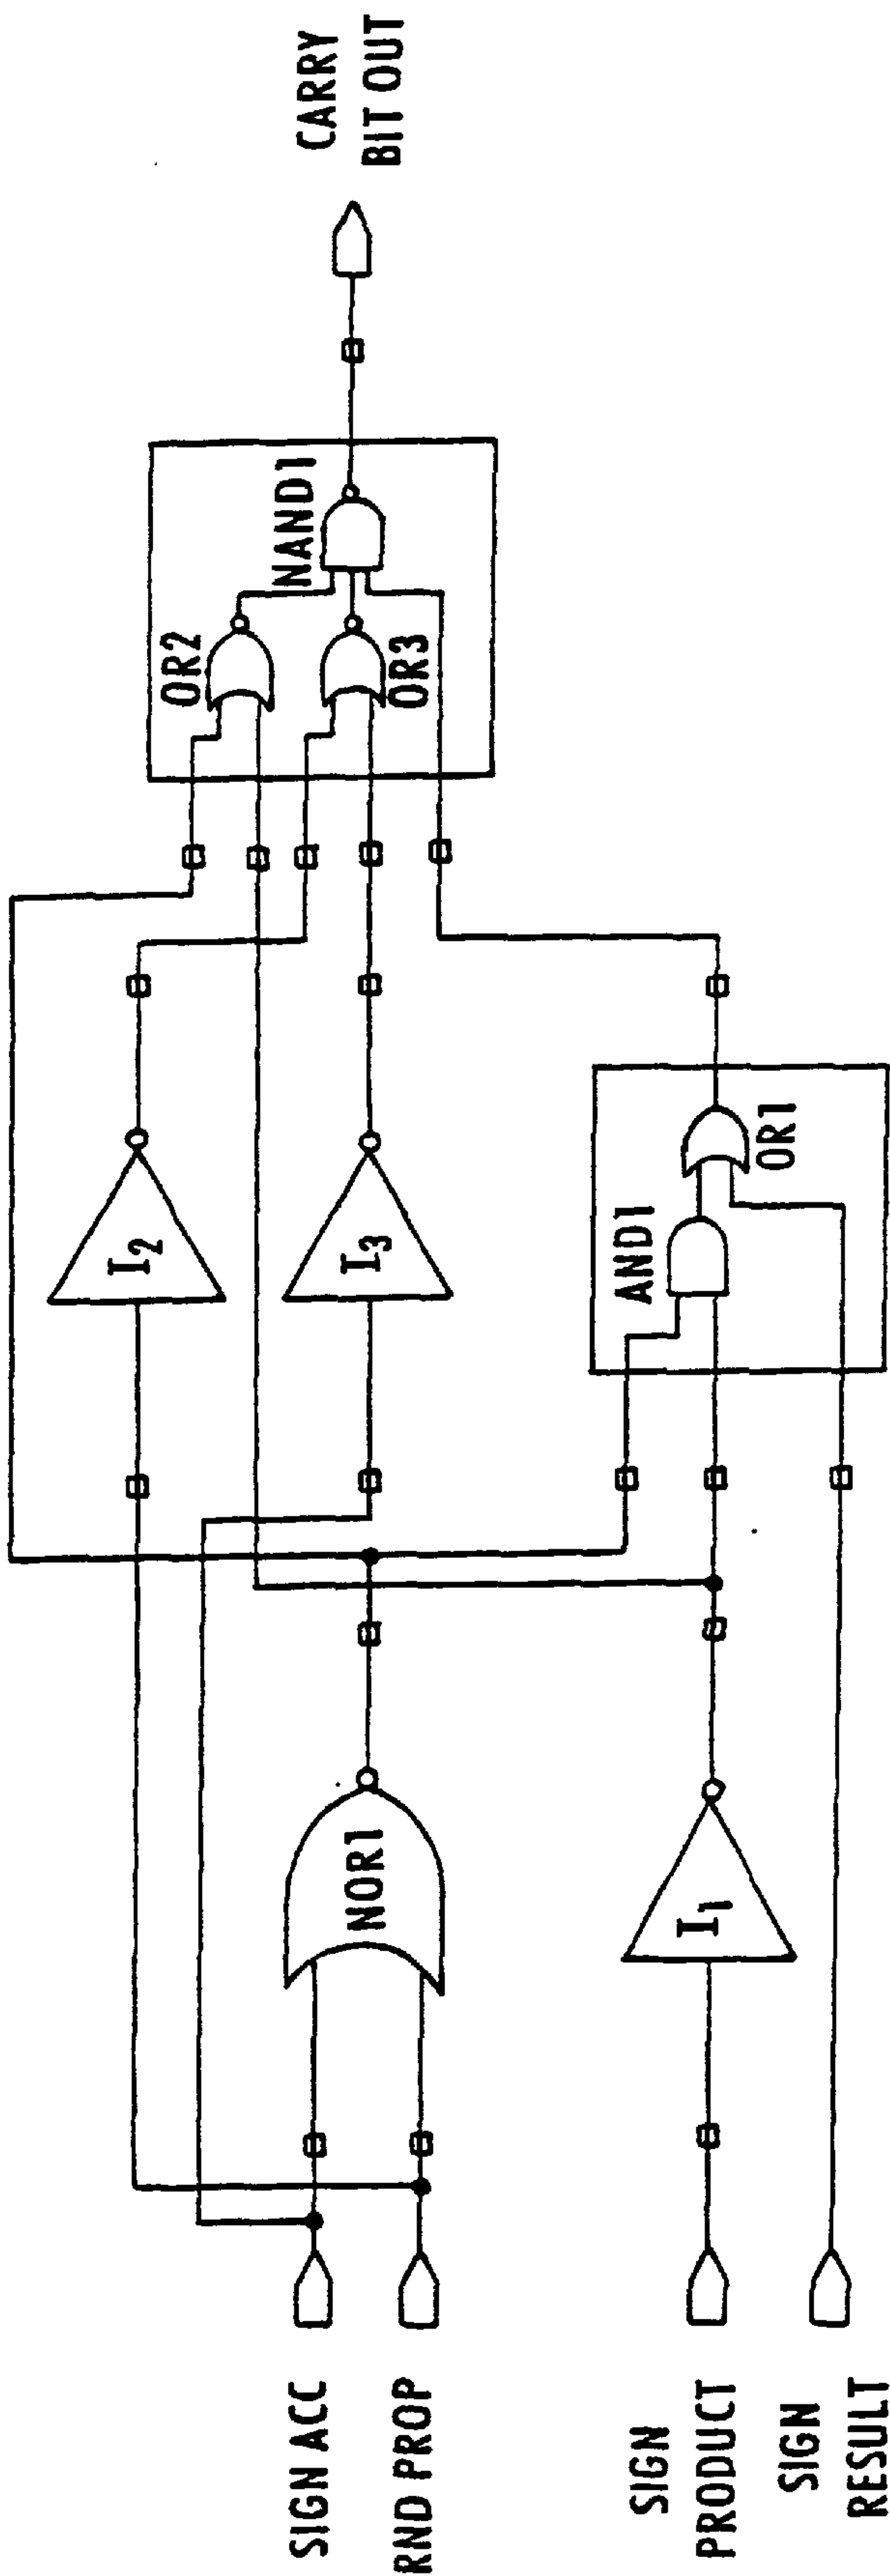 SIGN ACC
RND PROP
SIGN
PRODUCT
SIGN
RESULT
NOR1
I1
I2
I3
AND1
OR1
OR2
OR3
NAND1
CARRY
BIT OUT